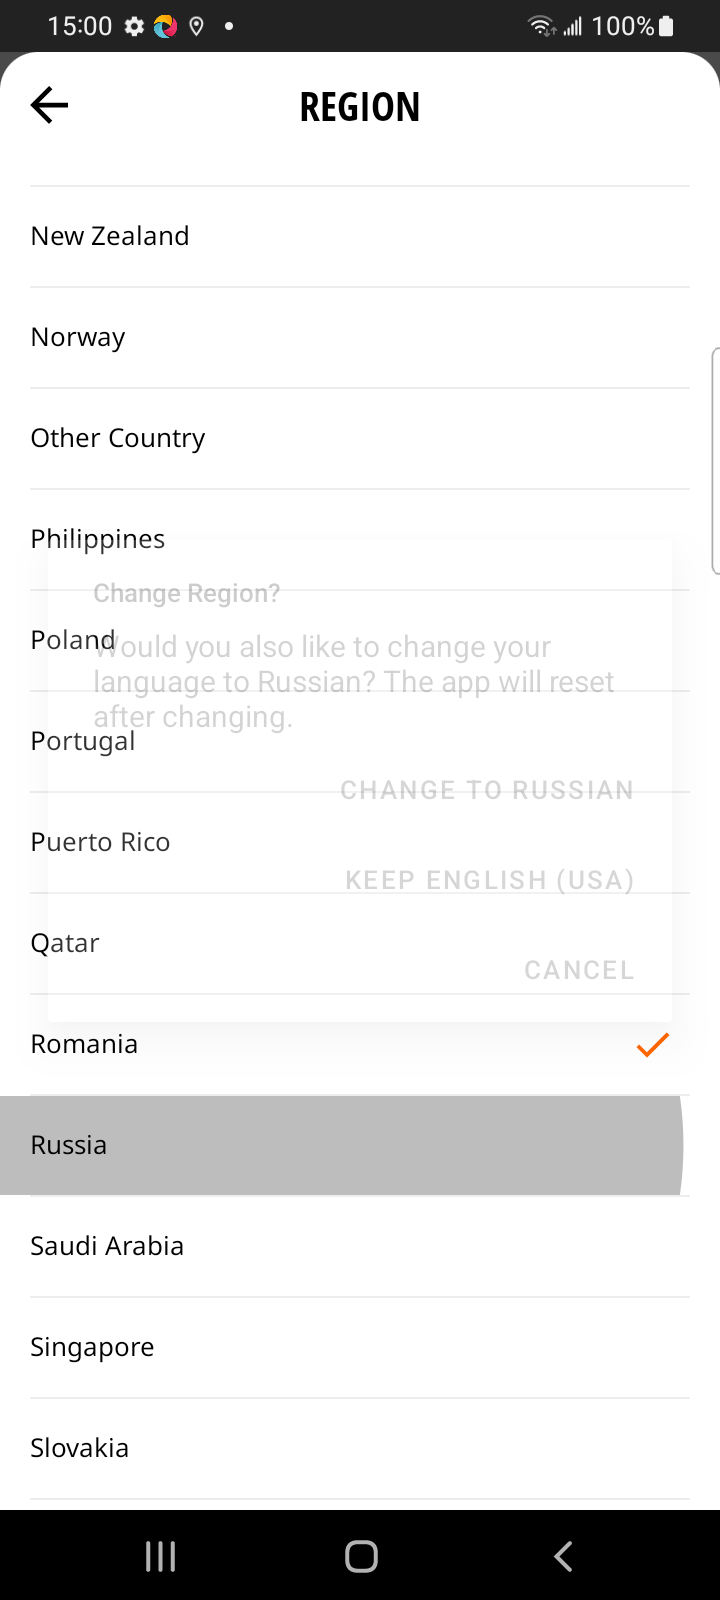 15:00
100%
REGION
New Zealand
Norway
Other Country
Philippines
Change Region?
Poland
Would you also like to change your
language to Russian? The app will reset
after changing.
Portugal
CHANGE TO RUSSIAN
Puerto Rico
KEEP ENGLISH (USA)
Qatar
CANCEL
Romania
Russia
Saudi Arabia
Singapore
Slovakia